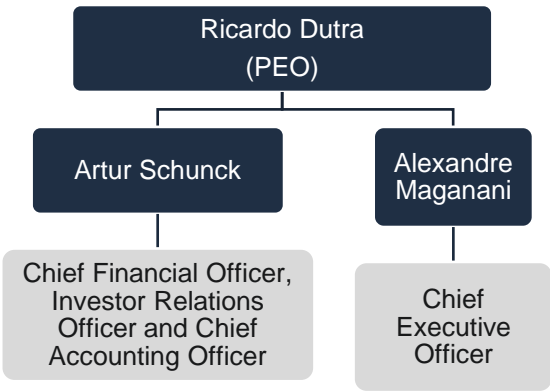 Ricardo Dutra
(PEO)
Artur Schunck
Alexandre
Maganani
Chief Financial Officer,
Investor Relations
Officer and Chief
Accounting Officer
Chief
Executive
Officer